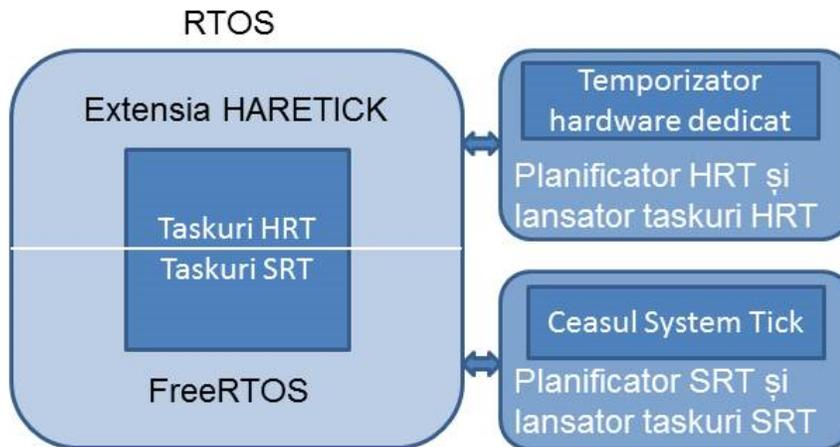 RTOS
Extensia HARETICK
Taskuri HRT
Taskuri SRT
FreeRTOS
Temporizator
hardware dedicat
Planificator HRT și
lansator taskuri HRT
Ceasul System Tick
Planificator SRT și
lansator taskuri SRT